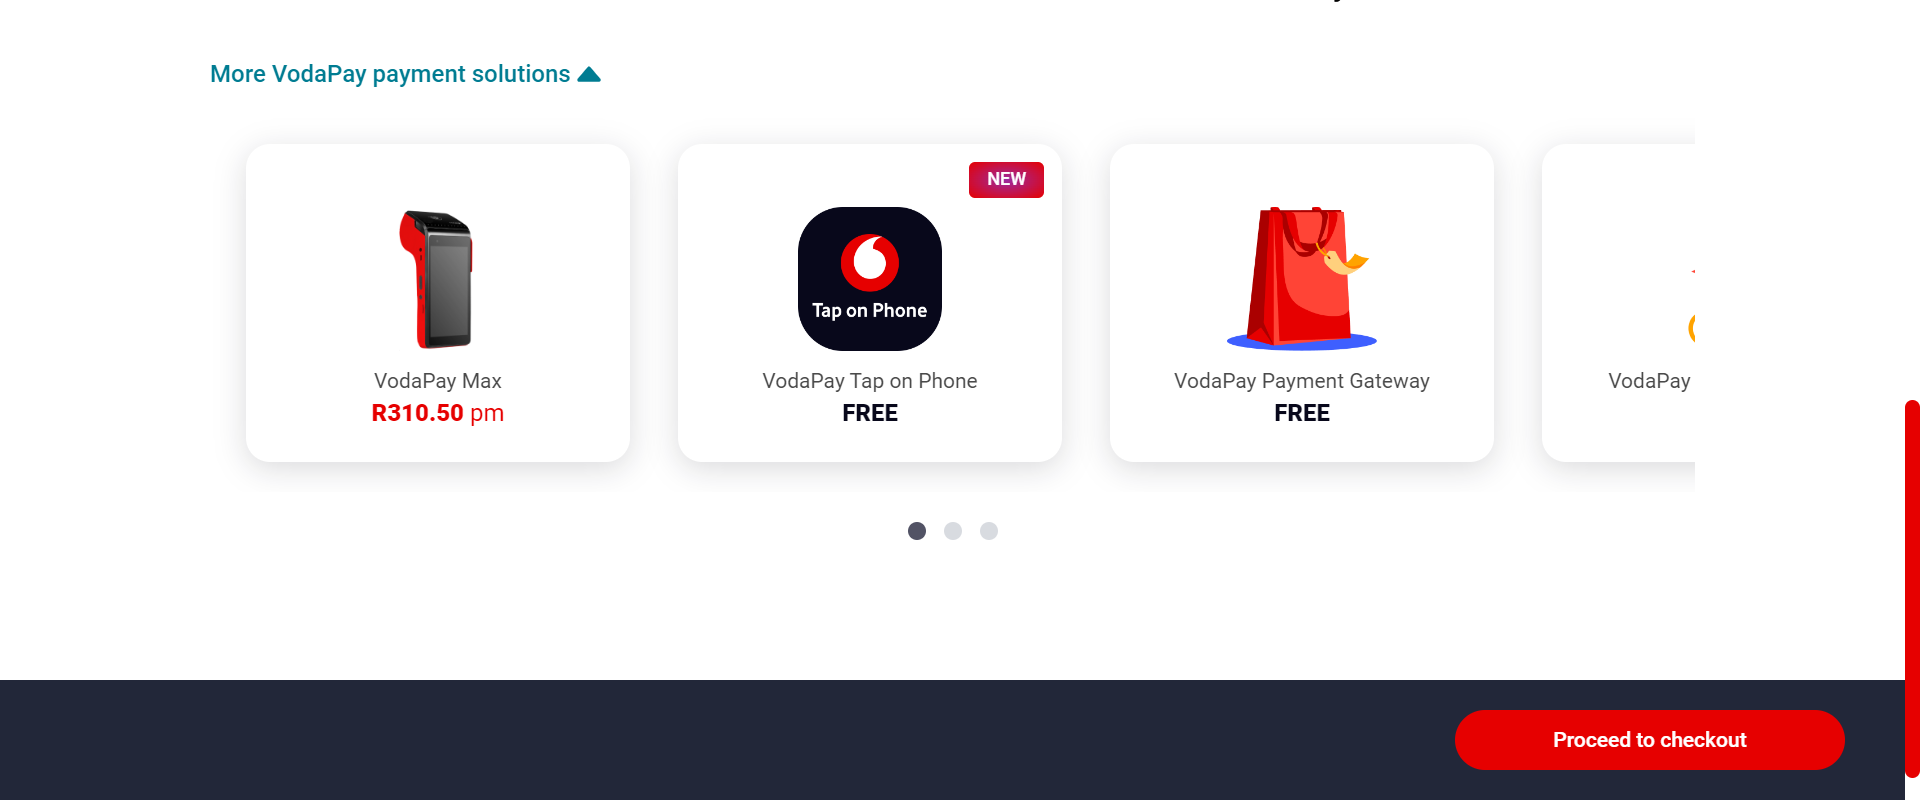 More VodaPay payment solutions
NEW
Tap on Phone
VodaPay Max
R310.50 pm
VodaPay Tap on Phone
FREE
VodaPay Payment Gateway
FREE
VodaPay
Proceed to checkout